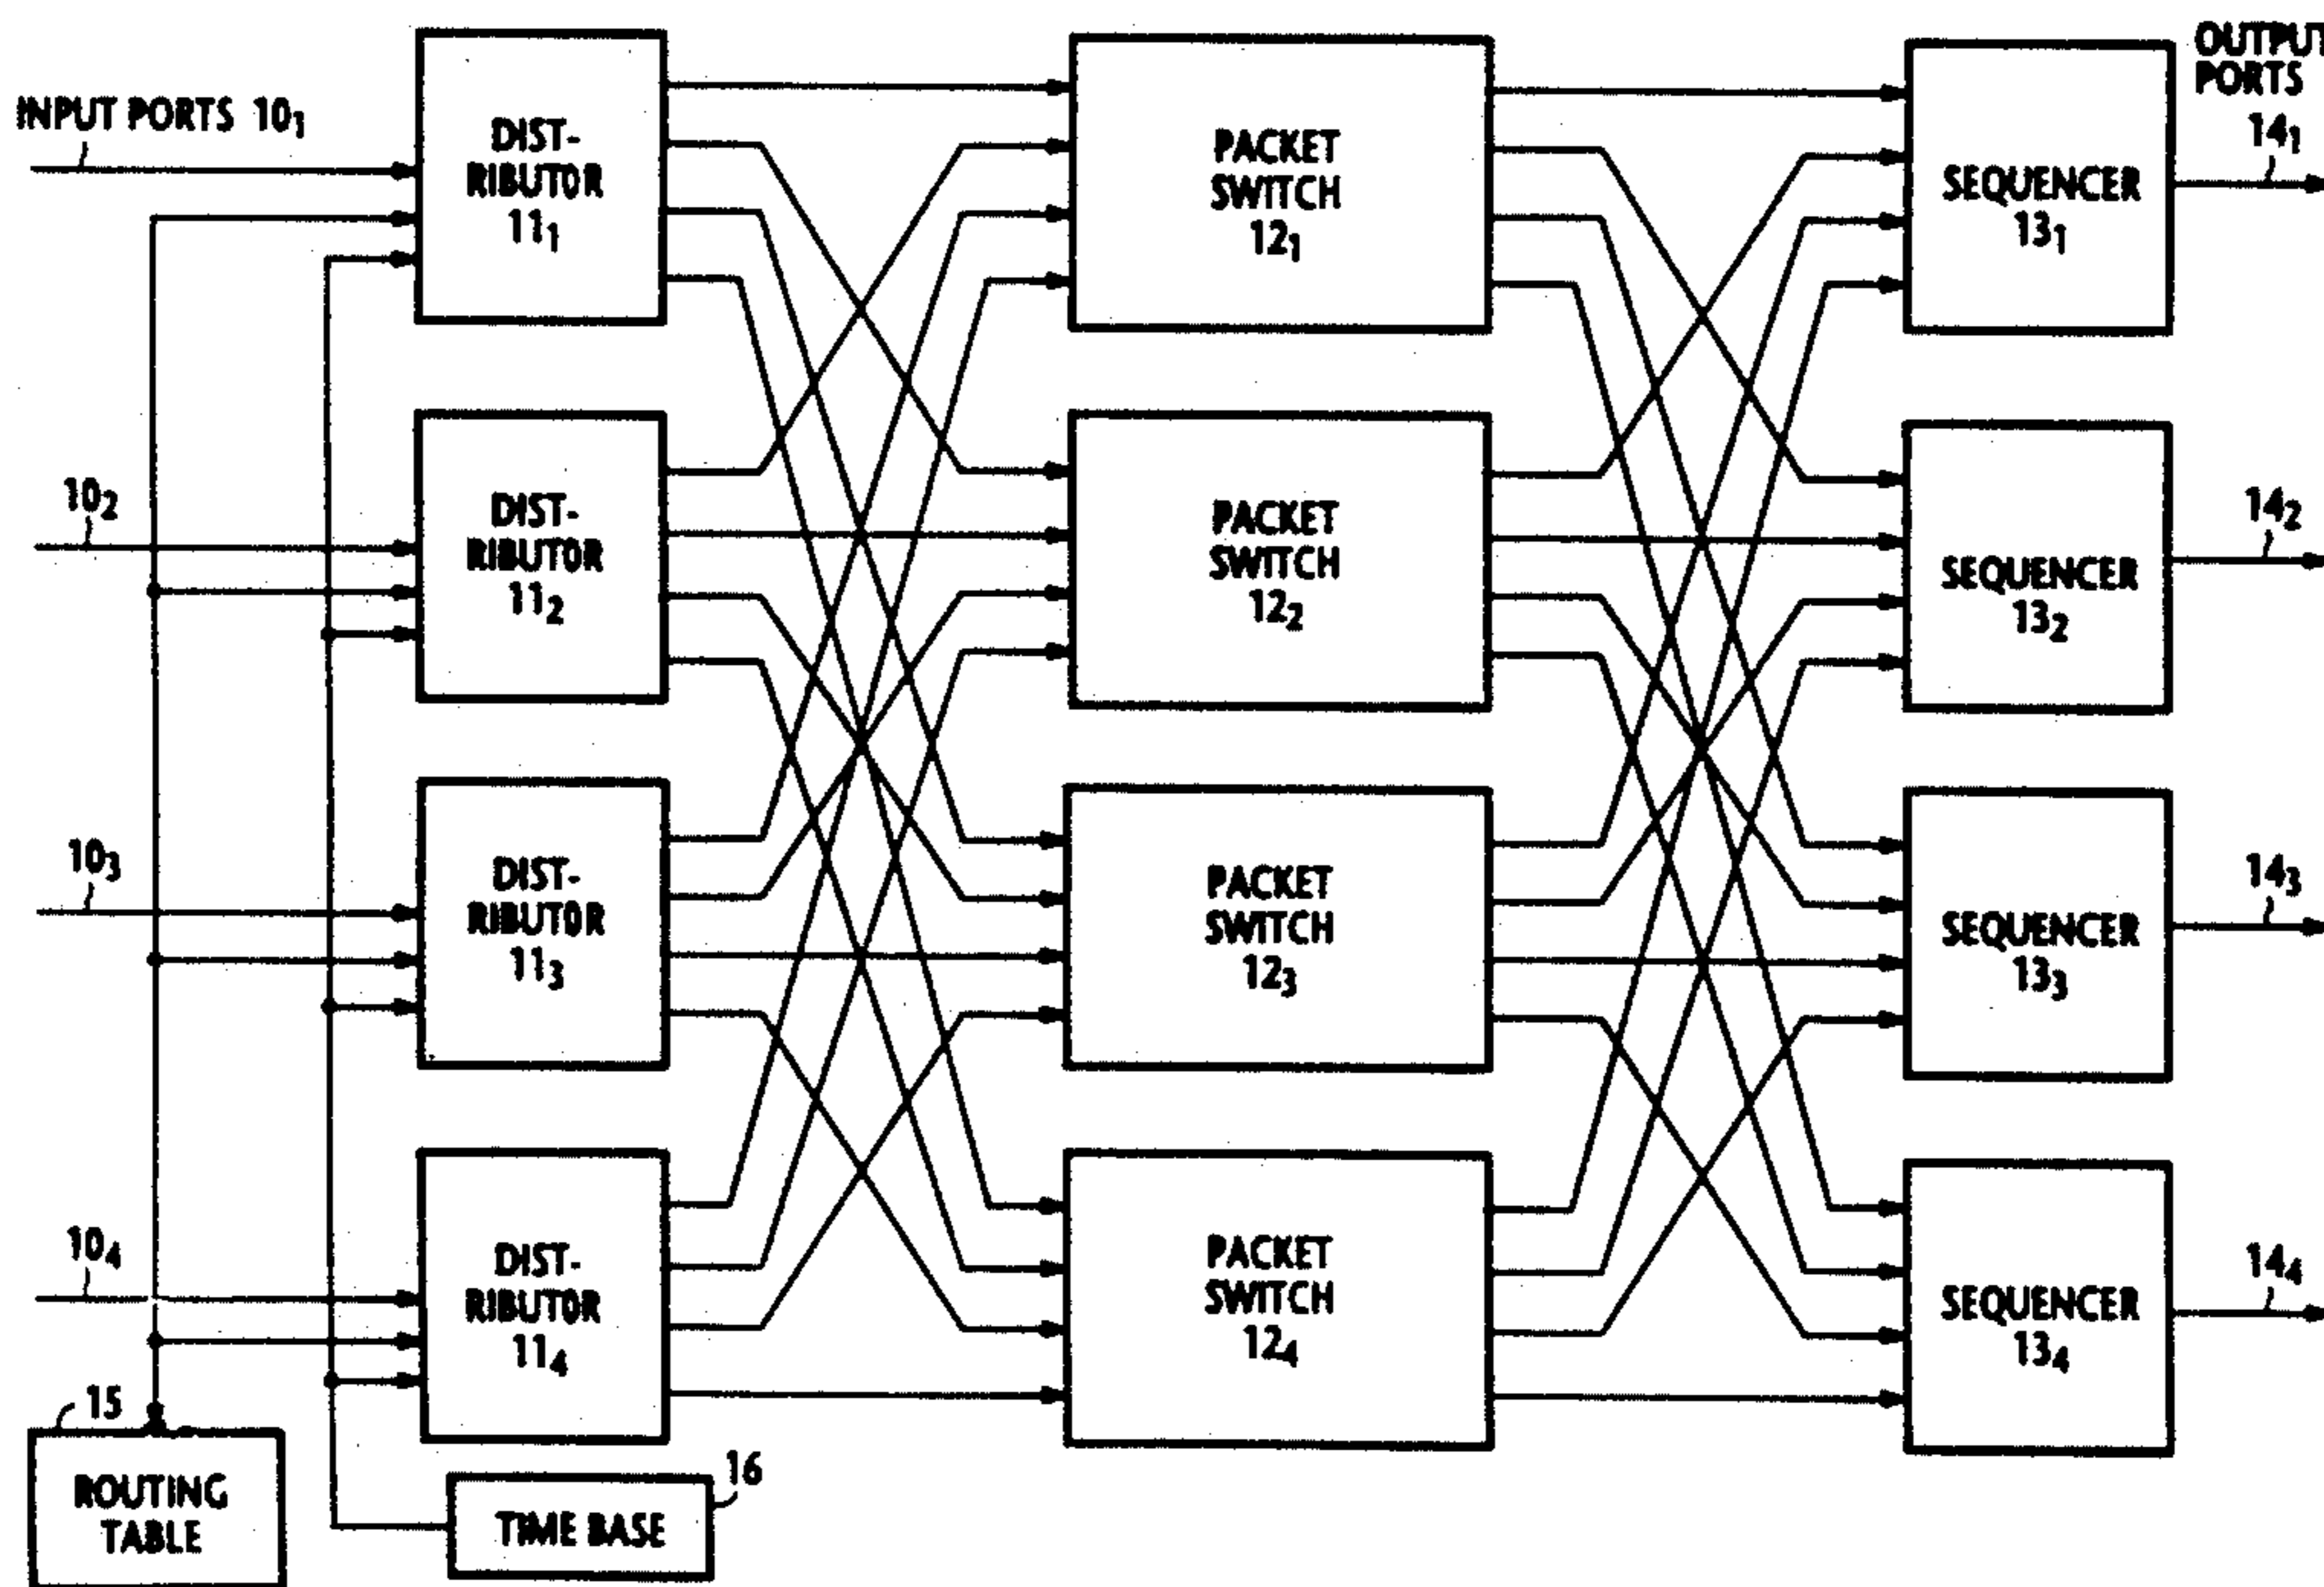 INPUT PORTS 10₁
DIST-
RIBUTOR
11₁
PACKET
SWITCH
12₁
SEQUENCER
13₁
OUTPUT
PORTS
14₁
10₂
DIST-
RIBUTOR
11₂
PACKET
SWITCH
12₂
SEQUENCER
13₂
14₂
10₃
DIST-
RIBUTOR
11₃
PACKET
SWITCH
12₃
SEQUENCER
13₃
14₃
10₄
DIST-
RIBUTOR
11₄
PACKET
SWITCH
12₄
SEQUENCER
13₄
14₄
15
ROUTING
TABLE
16
TIME BASE